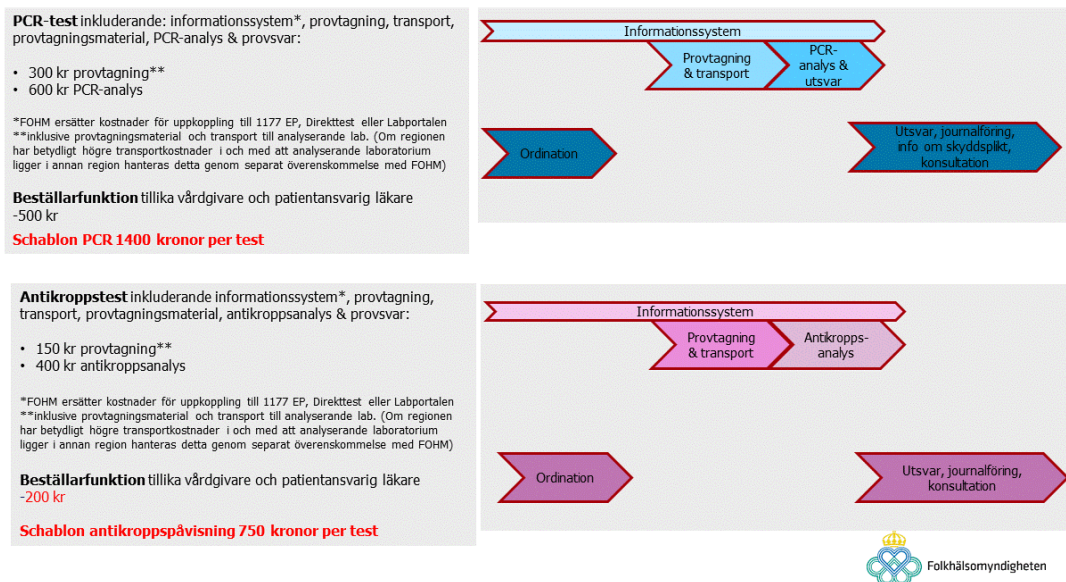 PCR-test inkluderande: informationssystem*, provtagning, transport,
provtagningsmaterial, PCR-analys & provsvar:
• 300 kr provtagning**
• 600 kr PCR-analys
*FOHM ersätter kostnader för uppkoppling till 1177 EP, Direkttest eller Labportalen
**inklusive provtagningsmaterial och transport till analyserande lab. (Om regionen
har betydligt högre transportkostnader i och med att analyserande laboratorium
ligger i annan region hanteras detta genom separat överenskommelse med FOHM)
Beställarfunktion tillika vårdgivare och patientansvarig läkare
-500 kr
Schablon PCR 1400 kronor per test
Informationssystem
Provtagning
& transport
PCR-
analys &
utsvar
Ordination
Utsvar, journalföring,
info om skyddsplikt,
konsultation
Antikroppstest inkluderande informationssystem*, provtagning,
transport, provtagningsmaterial, antikroppsanalys & provsvar:
• 150 kr provtagning**
• 400 kr antikroppsanalys
*FOHM ersätter kostnader för uppkoppling till 1177 EP, Direkttest eller Labportalen
**inklusive provtagningsmaterial och transport till analyserande lab. (Om regionen
har betydligt högre transportkostnader i och med att analyserande laboratorium
ligger i annan region hanteras detta genom separat överenskommelse med FOHM)
Beställarfunktion tillika vårdgivare och patientansvarig läkare
-200 kr
Schablon antikroppspåvisning 750 kronor per test
Informationssystem
Provtagning
& transport
Antikropps-
analys
Ordination
Utsvar, journalföring,
konsultation
Folkhälsomyndigheten